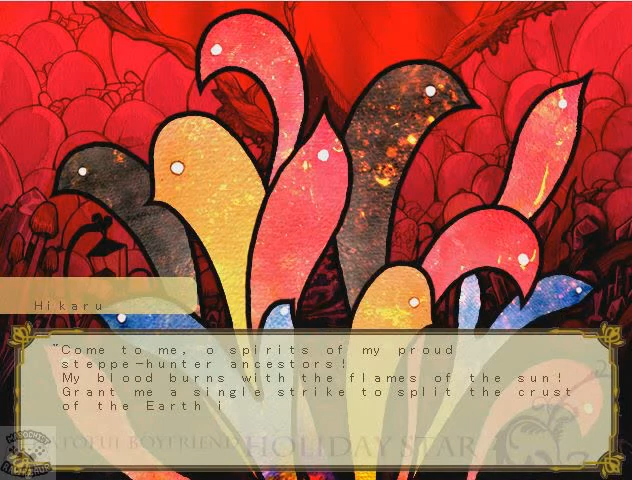 Hikaru
"Come to me, o spirits of my proud
steppe-hunter ancestors!
My blood burns with the flames of the sun!
Grant me a single strike to split the crust
of the Earth i
BOYFRIEND HOLIDAY STAR